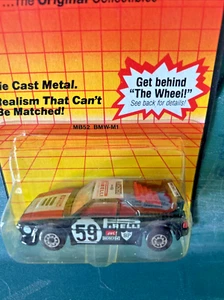 ...The Original Collectibles
Die Cast Metal.
Realism That Can't
Be Matched!
Get behind
"The Wheel!"
See back for details!
MB52 BMW-M1
59
PIRELLI